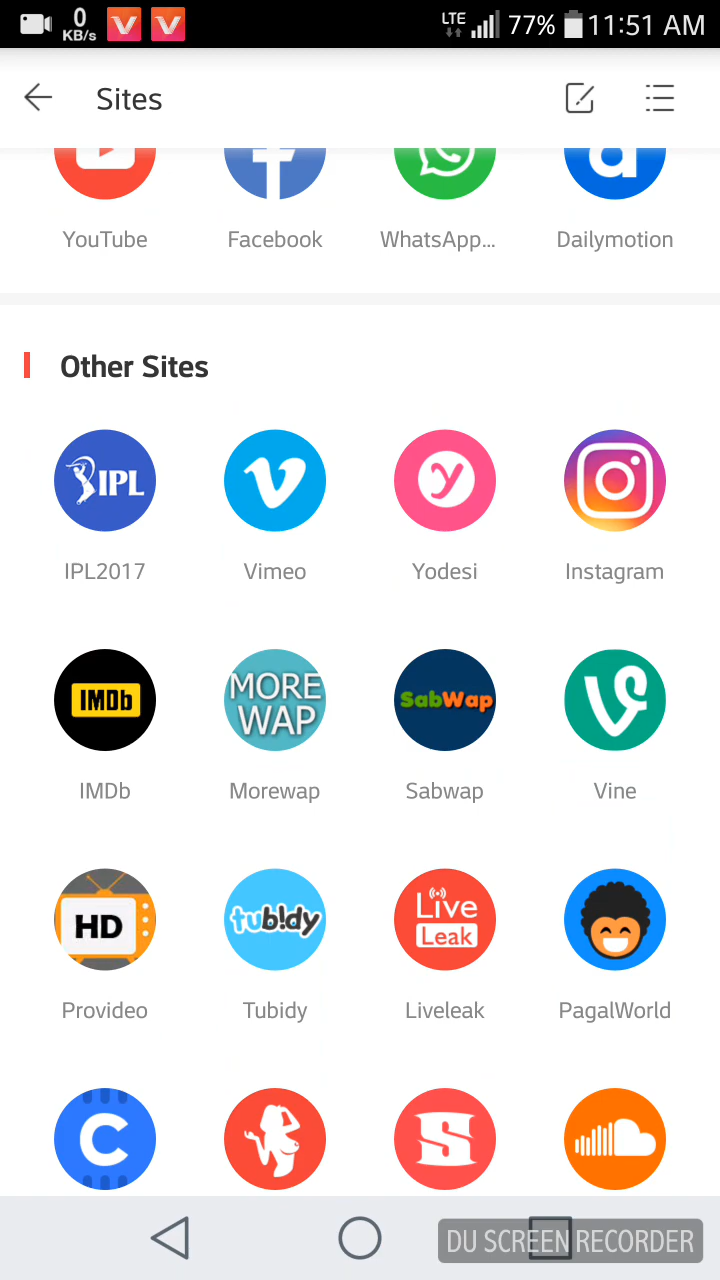 0
KB/s
LTE
77%
11:51 AM
Sites
YouTube
Facebook
WhatsApp...
Dailymotion
Other Sites
IPL
IPL2017
Vimeo
y
Yodesi
Instagram
IMDb
IMDb
MORE
WAP
Morewap
SabWap
Sabwap
Vine
HD
Provideo
tubidy
Tubidy
Live
Leak
Liveleak
PagalWorld
C
S
DU SCREEN RECORDER